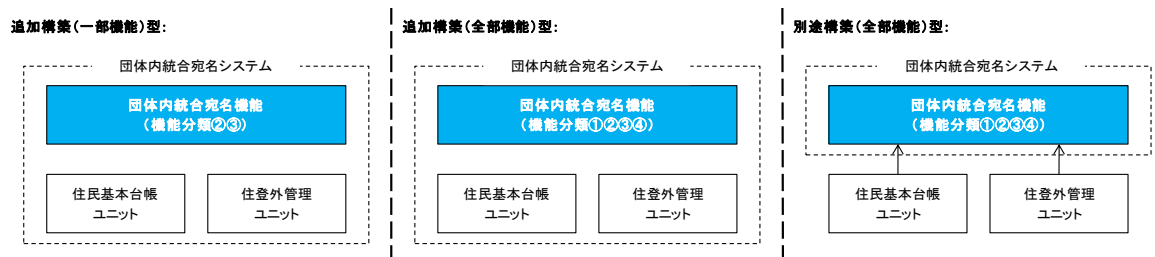 追加構築(一部機能)型:
団体内統合宛名システム
団体内統合宛名機能
(機能分類②③)
住民基本台帳
ユニット
住登外管理
ユニット
追加構築(全部機能)型:
団体内統合宛名システム
団体内統合宛名機能
(機能分類①②③④)
住民基本台帳
ユニット
住登外管理
ユニット
別途構築(全部機能)型:
団体内統合宛名システム
団体内統合宛名機能
(機能分類①②③④)
住民基本台帳
ユニット
住登外管理
ユニット